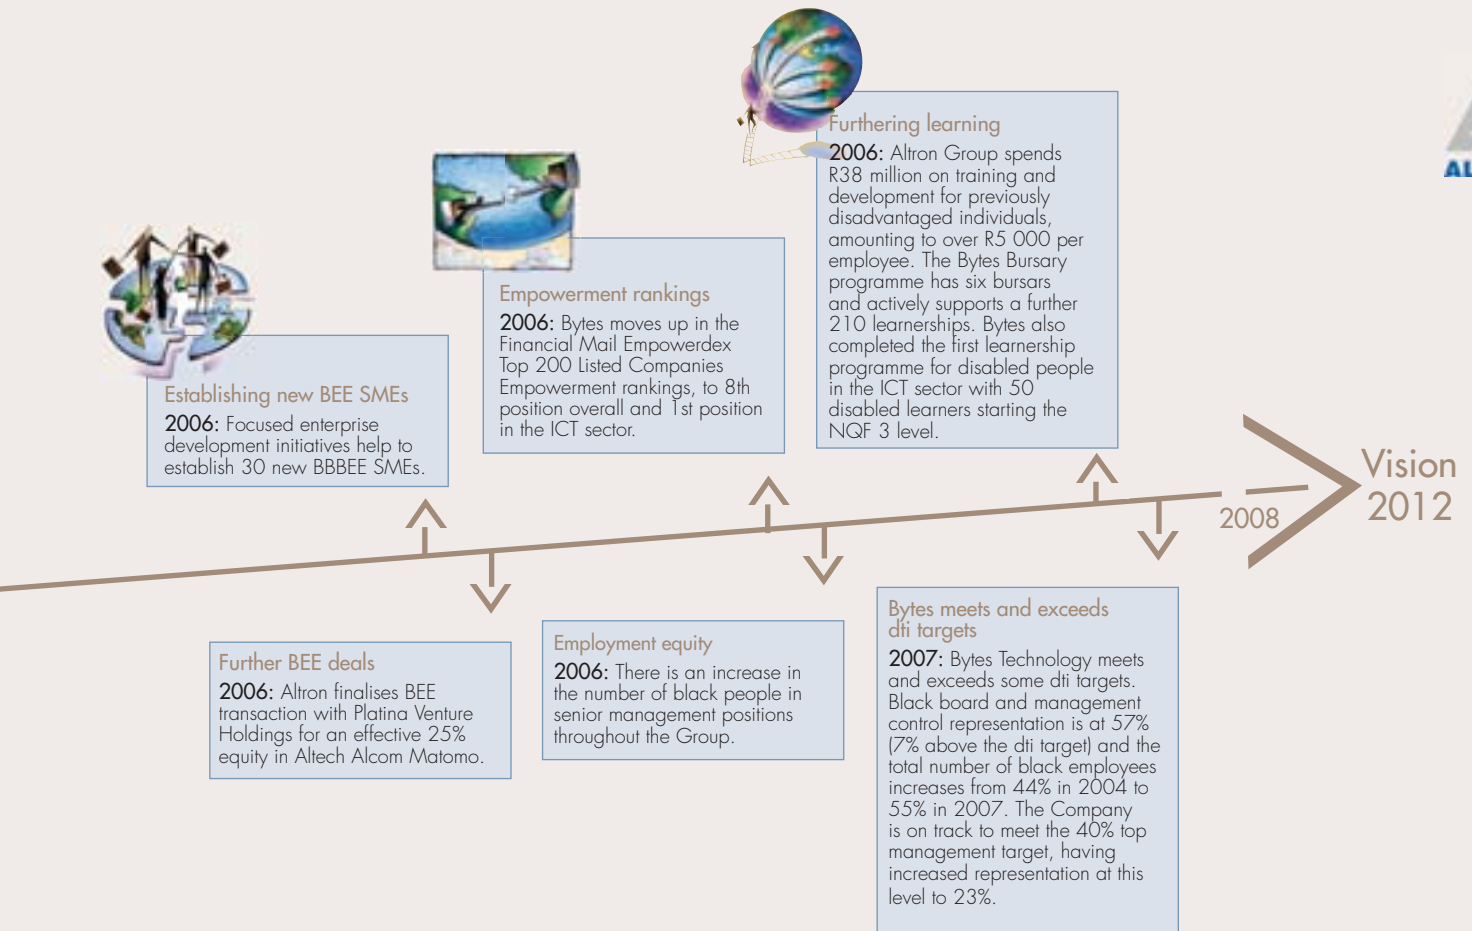 Establishing new BEE SMEs
2006: Focused enterprise
development initiatives help to
establish 30 new BBBEE SMEs.
Empowerment rankings
2006: Bytes moves up in the
Financial Mail Empowerdex
Top 200 Listed Companies
Empowerment rankings, to 8th
position overall and 1st position
in the ICT sector.
Furthering learning
2006: Altron Group spends
R38 million on training and
development for previously
disadvantaged individuals,
amounting to over R5 000 per
employee. The Bytes Bursary
programme has six bursars
and actively supports a further
210 learnerships. Bytes also
completed the first learnership
programme for disabled people
in the ICT sector with 50
disabled learners starting the
NQF 3 level.
Vision
2012
2008
Further BEE deals
2006: Altron finalises BEE
transaction with Platina Venture
Holdings for an effective 25%
equity in Altech Alcom Matomo.
Employment equity
2006: There is an increase in
the number of black people in
senior management positions
throughout the Group.
Bytes meets and exceeds
dti targets
2007: Bytes Technology meets
and exceeds some dti targets.
Black board and management
control representation is at 57%
(7% above the dti target) and the
total number of black employees
increases from 44% in 2004 to
55% in 2007. The Company
is on track to meet the 40% top
management target, having
increased representation at this
level to 23%.